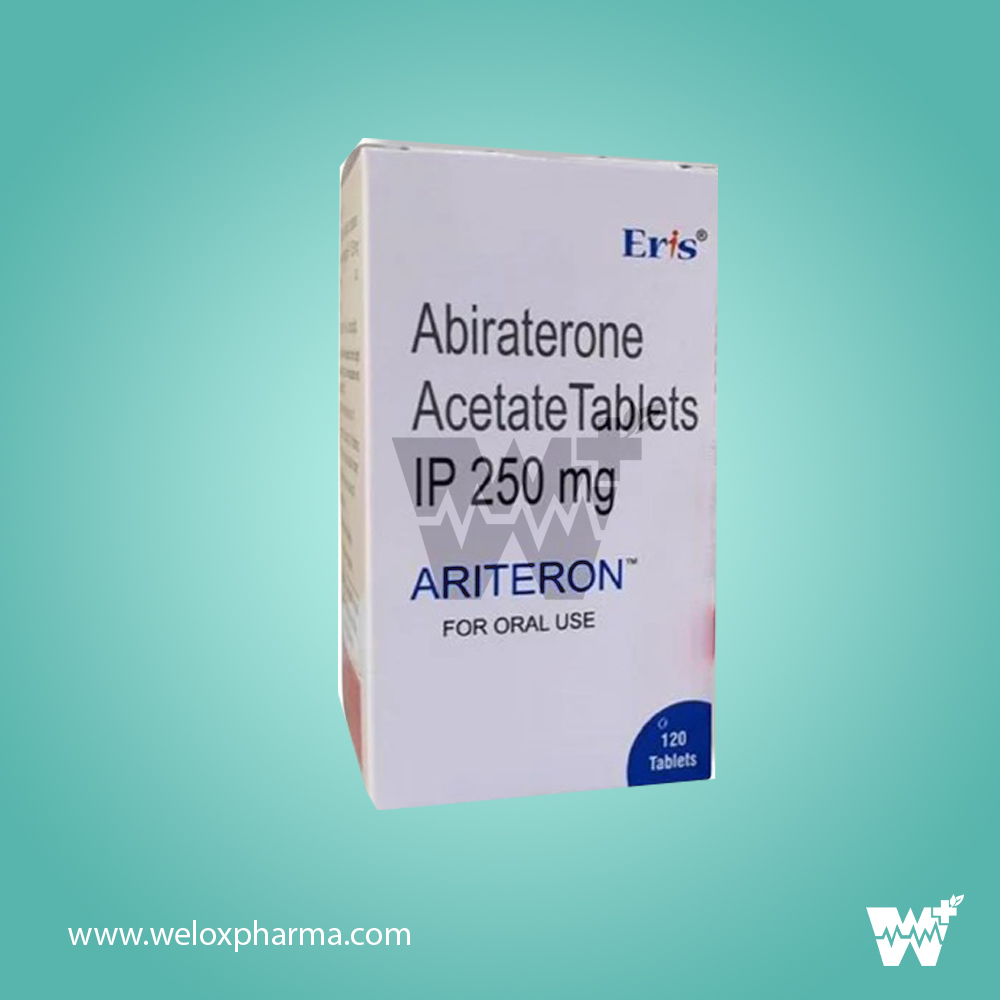 Eris®
Abiraterone
Acetate Tablets
IP 250 mg
ARITERON™
FOR ORAL USE
120
Tablets
www.weloxpharma.com
W